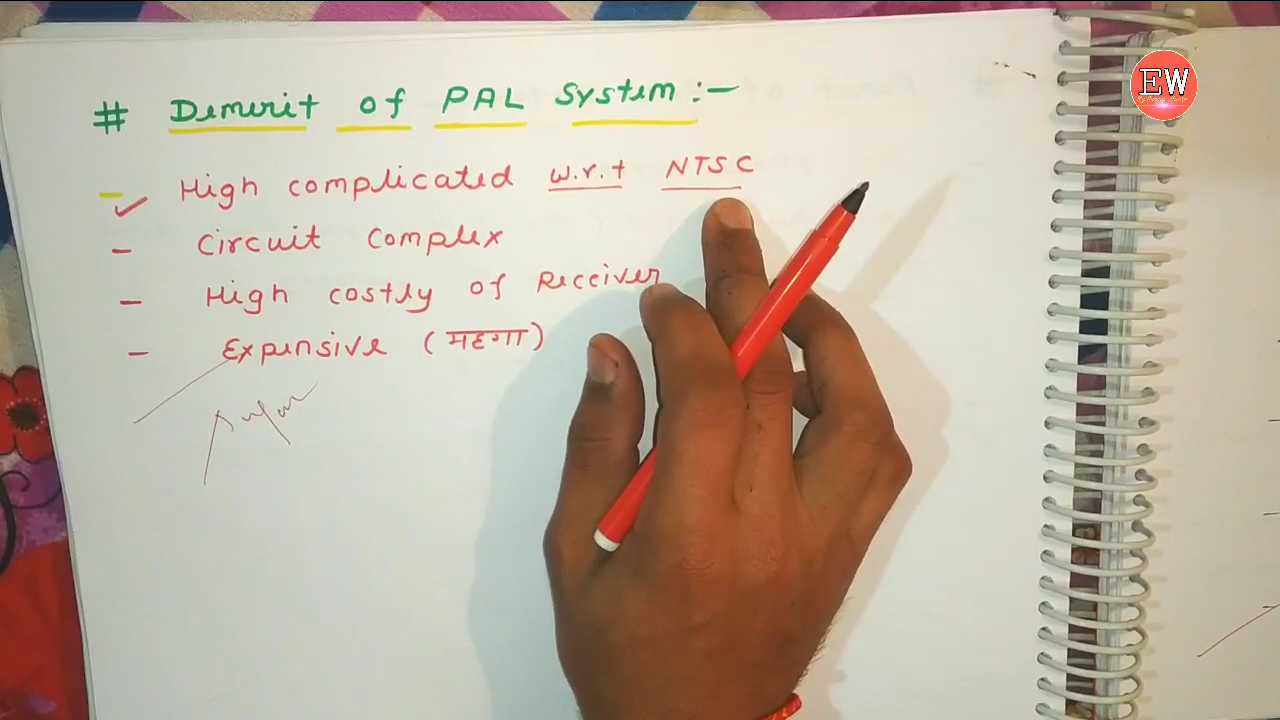 # Demerit of PAL System :-
- High complicated w.r.t NTSC
- Circuit Complex
- High costly of Receiver
- Expensive (महगा)
EW